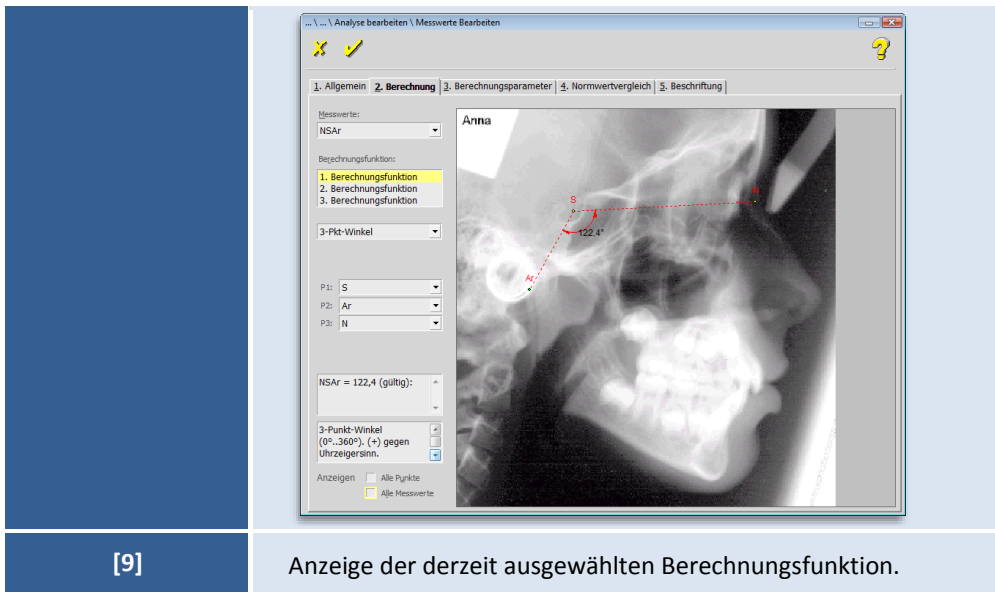 ... \ ... \ Analyse bearbeiten \ Messwerte Bearbeiten
1. Allgemein 2. Berechnung 3. Berechnungsparameter 4. Normwertvergleich 5. Beschriftung
Messwerte:
NSAr
Berechnungsfunktion:
1. Berechnungsfunktion
2. Berechnungsfunktion
3. Berechnungsfunktion
3-Pkt-Winkel
P1: S
P2: Ar
P3: N
NSAr = 122,4 (gültig):
3-Punkt-Winkel
(0°..360°). (+) gegen
Uhrzeigersinn.
Anzeigen Alle Punkte
Alle Messwerte
Anna
N
S
122,4°
Ar
[9] Anzeige der derzeit ausgewählten Berechnungsfunktion.